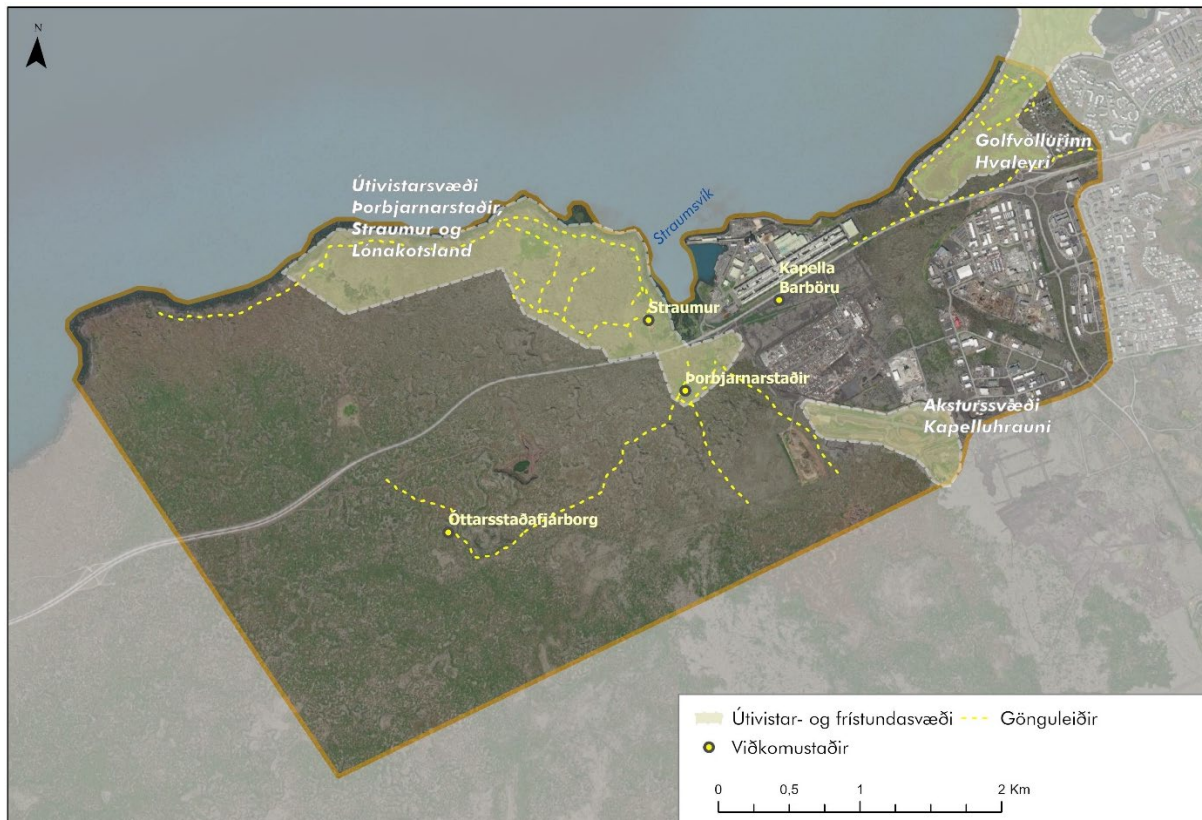 N
Golfvöllurinn
Hvaleyri
Útivistarsvæði
Þorbjarnarstaðir,
Straumur og
Lónakotsland
Straumsvík
Kapella
Barböru
Straumur
Þorbjarnarstaðir
Aksturssvæði
Kapelluhrauni
Óttarsstaðafjárborg
Útivistar- og frístundasvæði
Gönguleiðir
Viðkomustaðir
0 0,5 1 2 Km